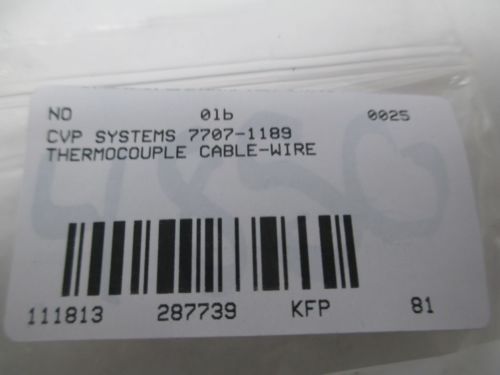 NO 01b 0025
CVP SYSTEMS 7707-1189
THERMOCOUPLE CABLE-WIRE
111813 287739 KFP 81